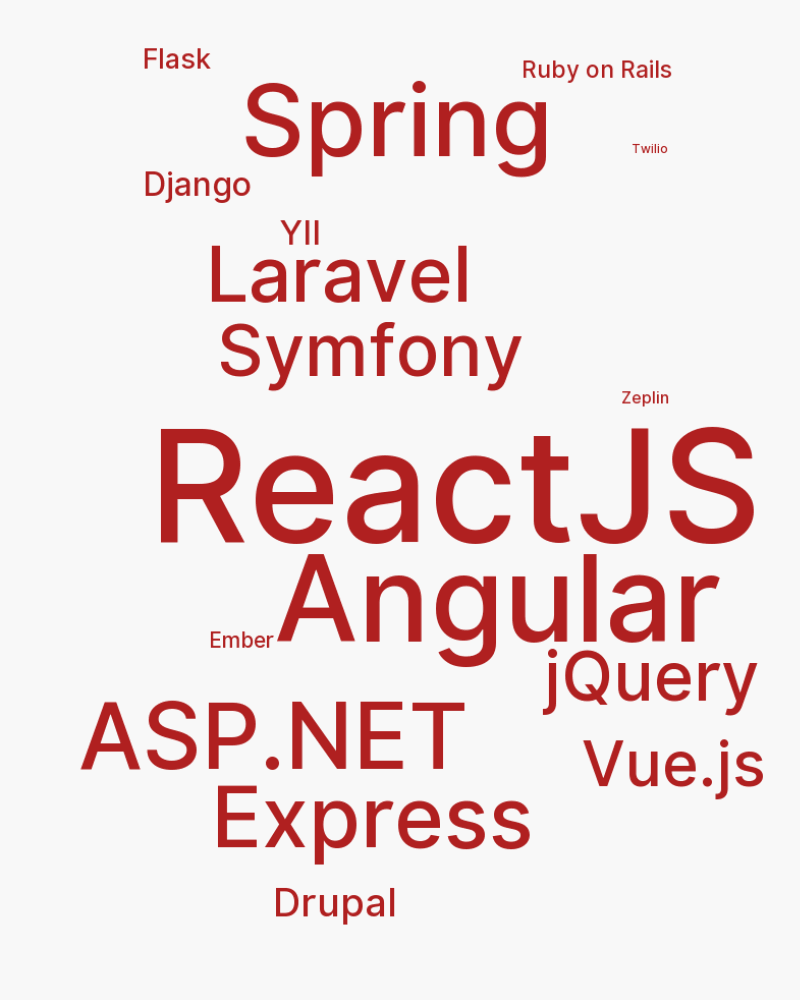 Flask
Ruby on Rails
Spring
Twilio
Django
YII
Laravel
Symfony
Zeplin
ReactJS
Angular
Ember
jQuery
ASP.NET
Vue.js
Express
Drupal